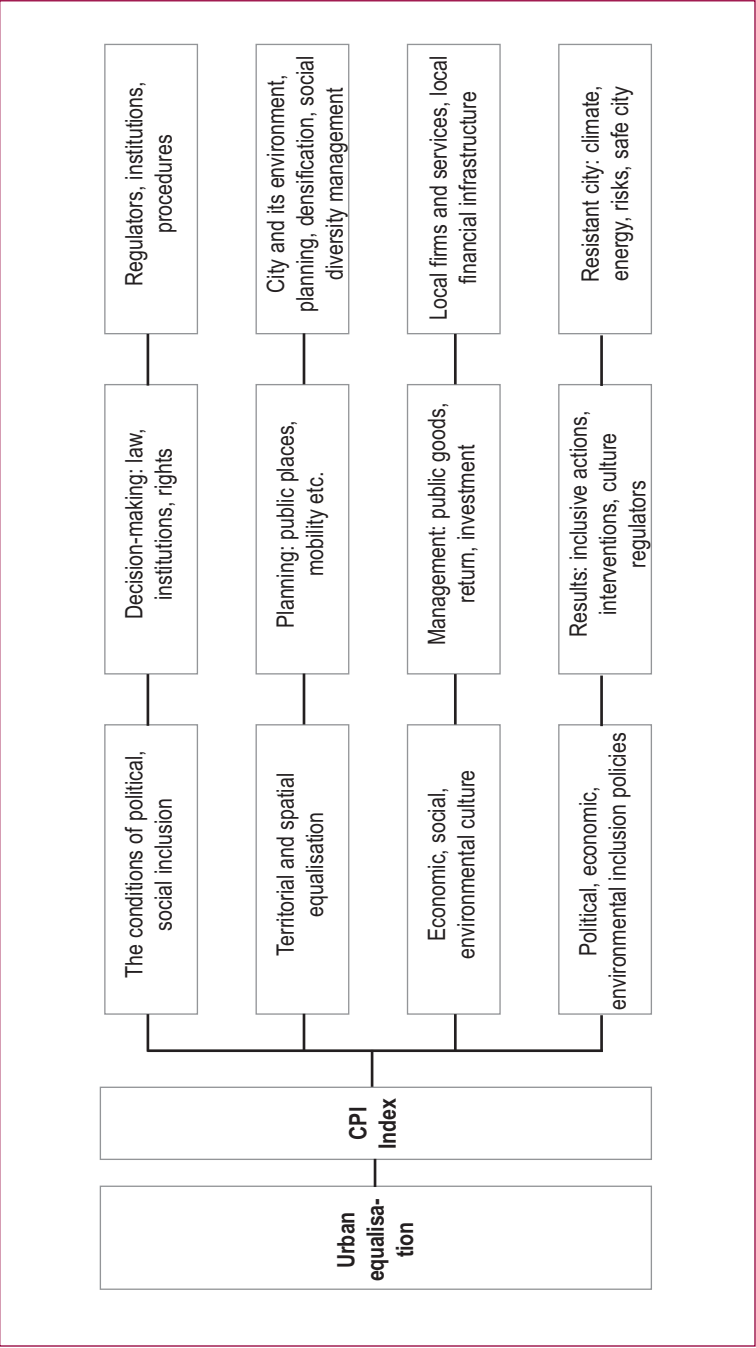 Urban
equalisa-
tion
CPI
Index
The conditions of political,
social inclusion
Decision-making: law,
institutions, rights
Regulators, institutions,
procedures
Territorial and spatial
equalisation
Planning: public places,
mobility etc.
City and its environment,
planning, densification, social
diversity management
Economic, social,
environmental culture
Management: public goods,
return, investment
Local firms and services, local
financial infrastructure
Political, economic,
environmental inclusion policies
Results: inclusive actions,
interventions, culture
regulators
Resistant city: climate,
energy, risks, safe city